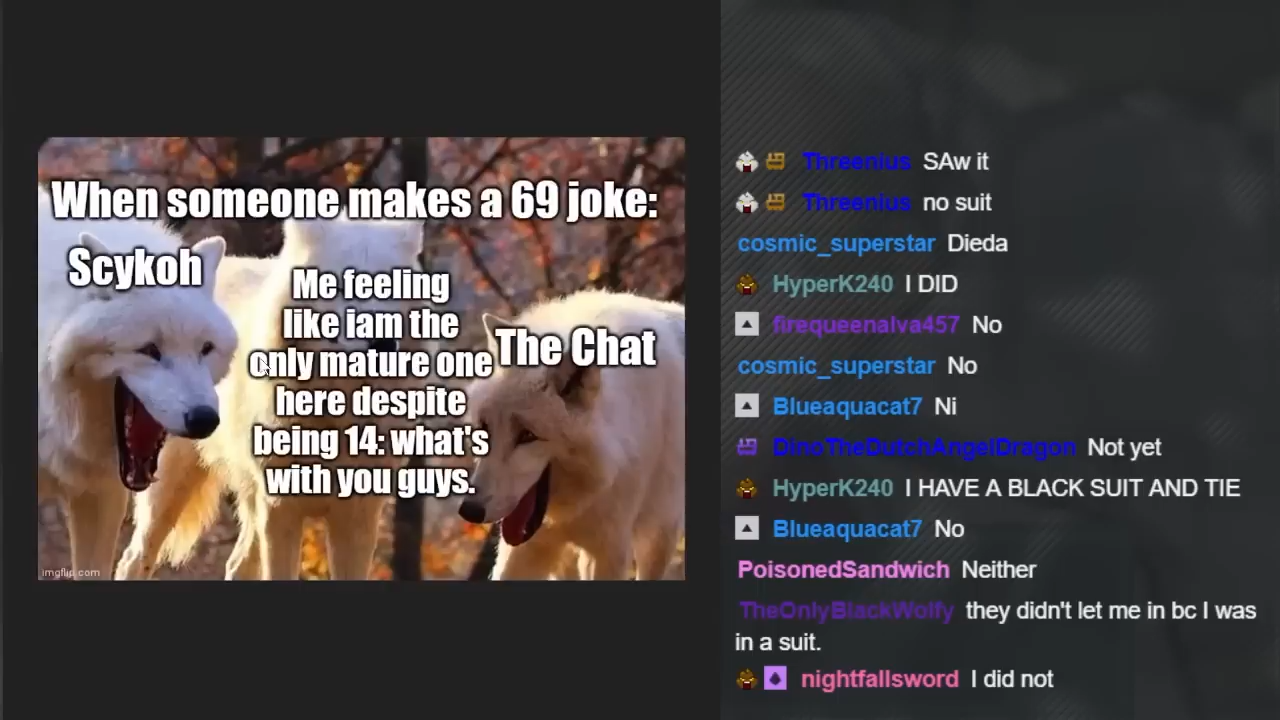 When someone makes a 69 joke:
Scykoh
Me feeling
like iam the
only mature one
here despite
being 14: what's
with you guys.
The Chat
imgflip.com
Threenius SAw it
Threenius no suit
cosmic_superstar Dieda
HyperK240 I DID
firequeenalva457 No
cosmic_superstar No
Blueaquacat7 Ni
DinoTheDutchAngelDragon Not yet
HyperK240 I HAVE A BLACK SUIT AND TIE
Blueaquacat7 No
PoisonedSandwich Neither
TheOnlyBlackWolfy they didn't let me in bc I was
in a suit.
nightfallsword I did not